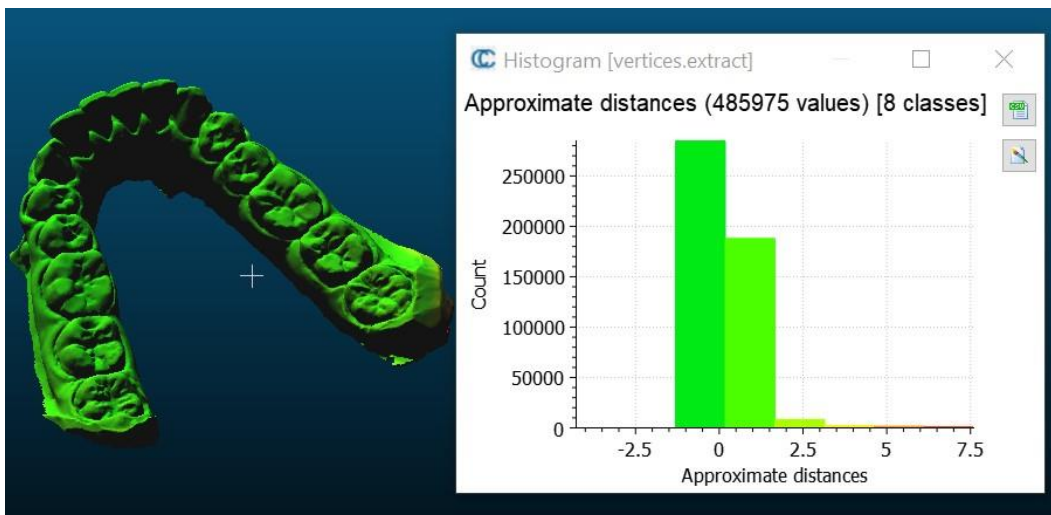 Histogram [vertices.extract]
Approximate distances (485975 values) [8 classes]
250000
200000
150000
100000
50000
0
Count
-2.5 0 2.5 5 7.5
Approximate distances
CSV